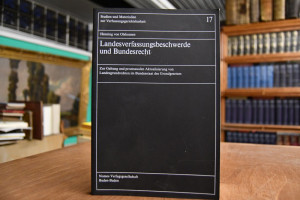 Studien und Materialien
zur Verfassungsgerichtsbarkeit
17
Henning von Olshausen
Landesverfassungsbeschwerde
und Bundesrecht
Zur Geltung und prozessualen Aktualisierung von
Landesgrundrechten im Bundesstaat des Grundgesetzes
Nomos Verlagsgesellschaft
Baden-Baden